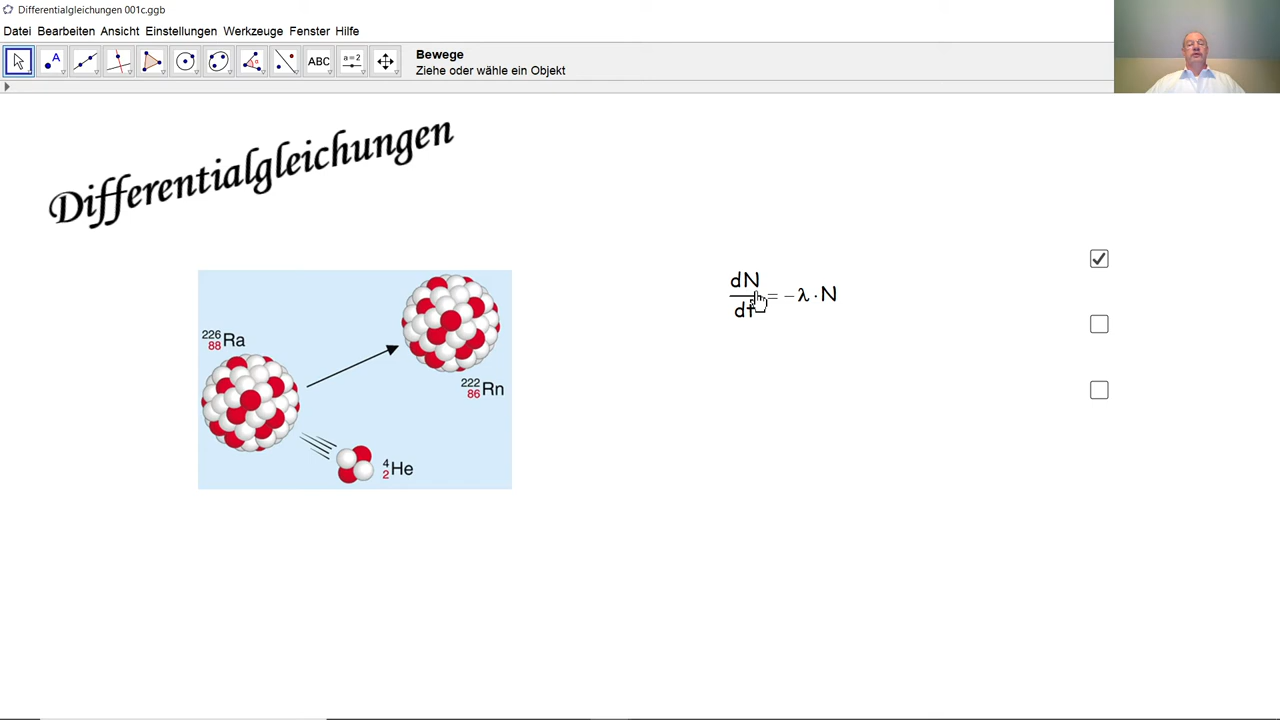 Differentialgleichungen 001c.ggb
Datei Bearbeiten Ansicht Einstellungen Werkzeuge Fenster Hilfe
A
α
ABC
a=2
Bewege
Ziehe oder wähle ein Objekt
Differentialgleichungen
dN
dt
= −λ · N
226
88
Ra
222
86
Rn
4
2
He